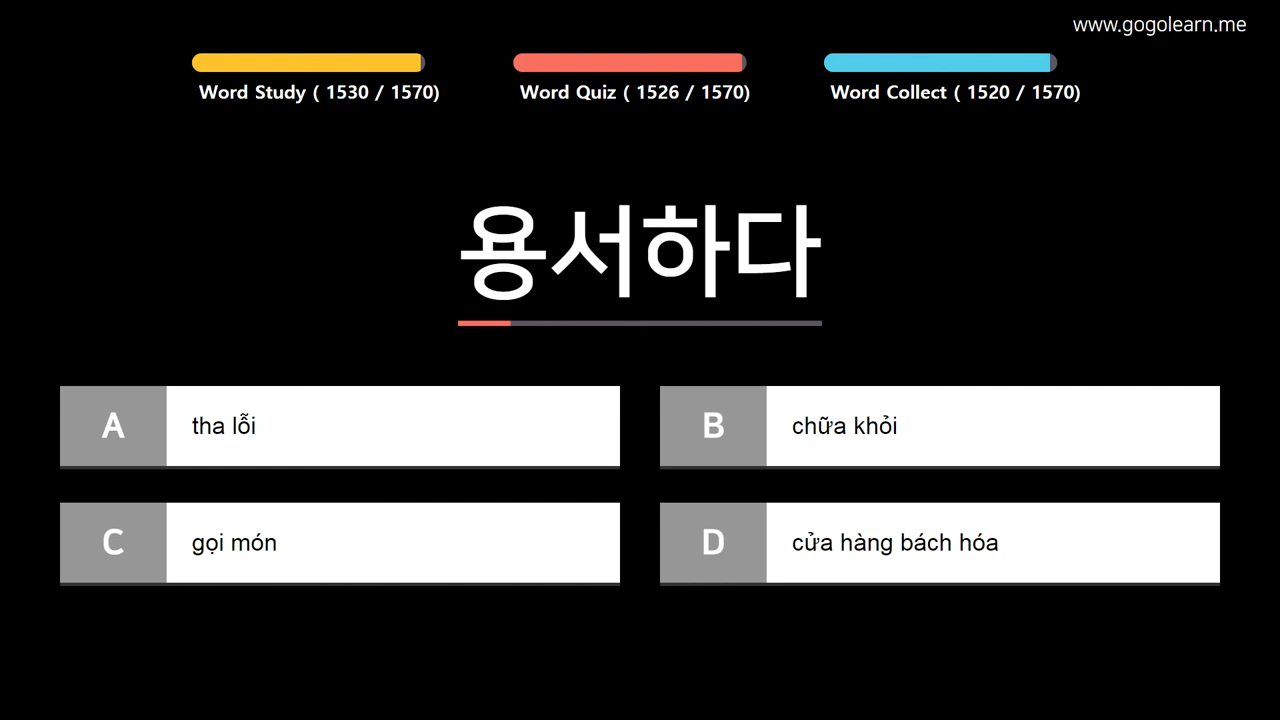 www.gogolearn.me
Word Study ( 1530 / 1570)
Word Quiz ( 1526 / 1570)
Word Collect ( 1520 / 1570)
용서하다
A
tha lỗi
B
chữa khỏi
C
gọi món
D
cửa hàng bách hóa